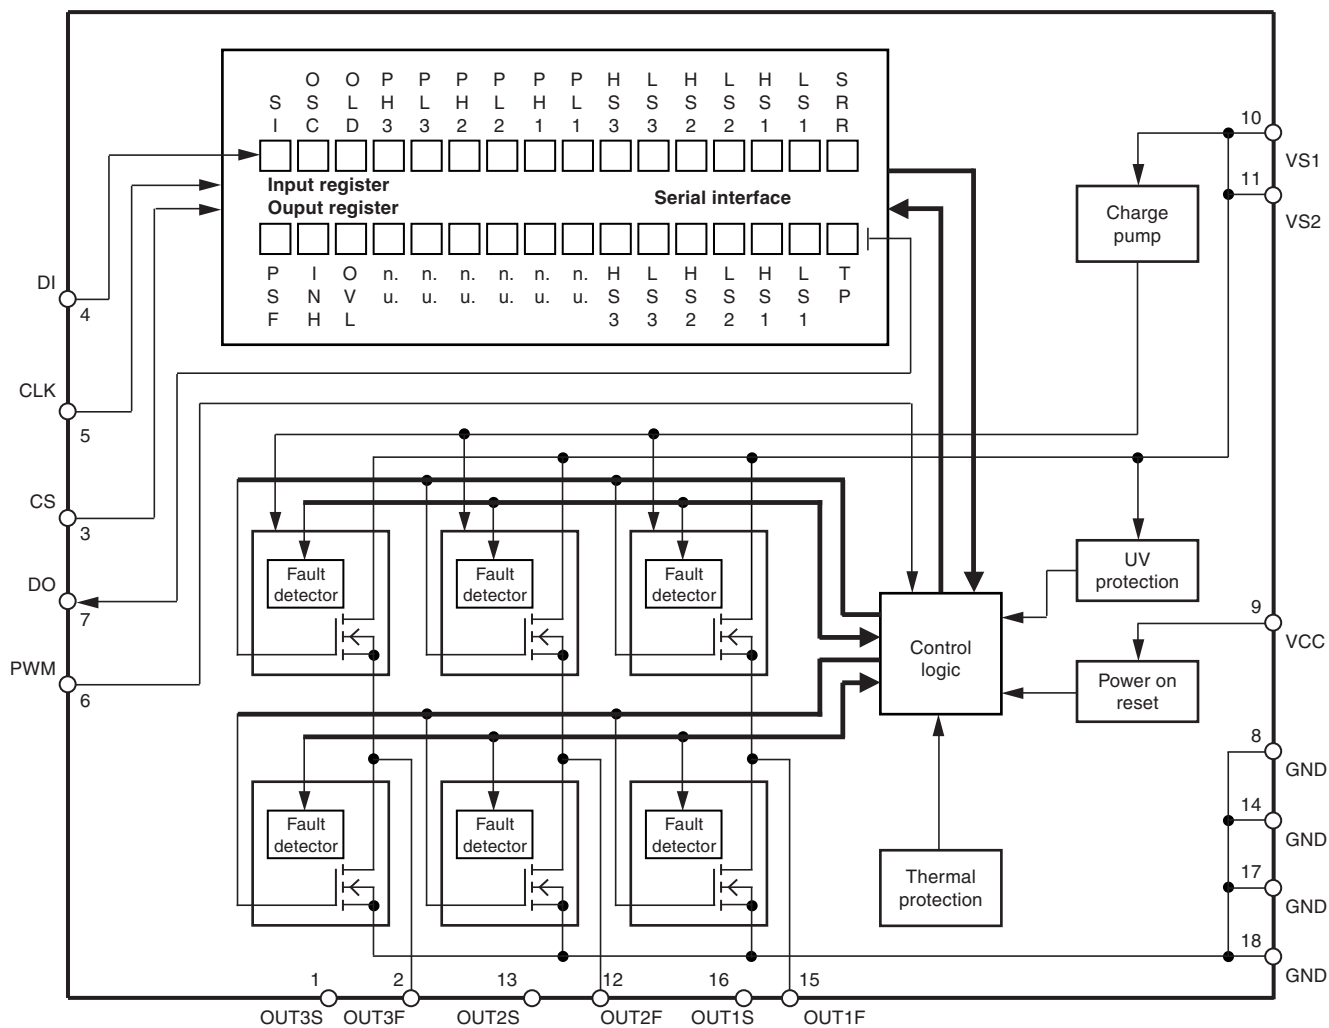 O O P P P P P P H L H L H L S
S S L H L H L H L S S S S S S R
I C D 3 3 2 2 1 1 3 3 2 2 1 1 R
Input register
Ouput register
Serial interface
P I O n. n. n. n. n. n. H L H L H L T
S N V u. u. u. u. u. u. S S S S S S P
F H L 3 3 2 2 1 1
10
VS1
11
VS2
Charge
pump
DI
4
CLK
5
CS
3
DO
7
PWM
6
Fault
detector
Fault
detector
Fault
detector
UV
protection
Control
logic
9
VCC
Power on
reset
8
GND
14
GND
17
GND
18
GND
Fault
detector
Fault
detector
Fault
detector
Thermal
protection
1
2
13
12
16
15
OUT3S
OUT3F
OUT2S
OUT2F
OUT1S
OUT1F